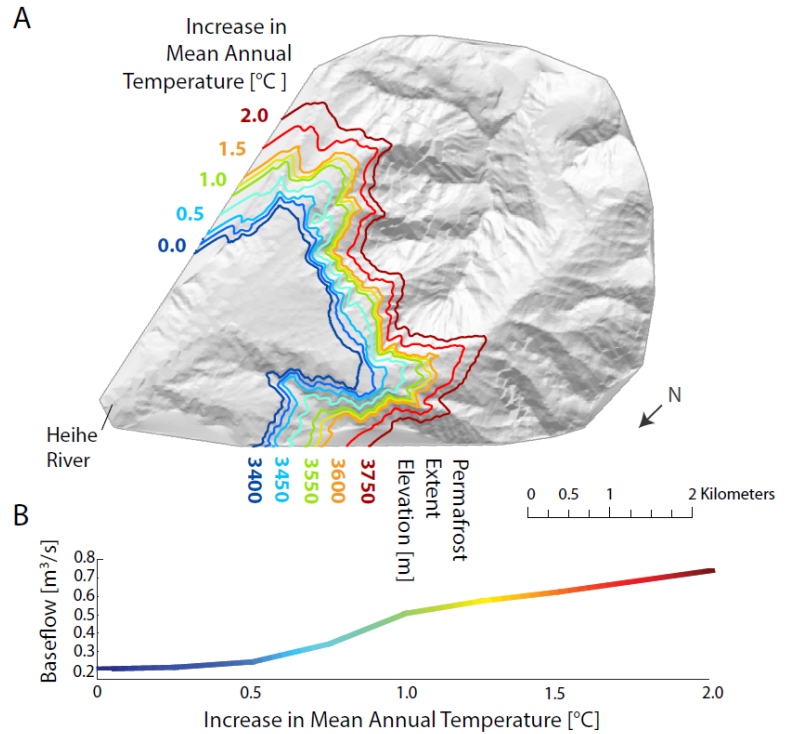 A
Increase in
Mean Annual
Temperature [°C ]
2.0
1.5
1.0
0.5
0.0
Heihe
River
N
3400
3450
3550
3600
3750
Elevation [m]
Extent
Permafrost
0 0.5 1 2 Kilometers
B
Baseflow [m³/s]
0.8
0.7
0.6
0.5
0.4
0.3
0.2
0 0.5 1.0 1.5 2.0
Increase in Mean Annual Temperature [°C]